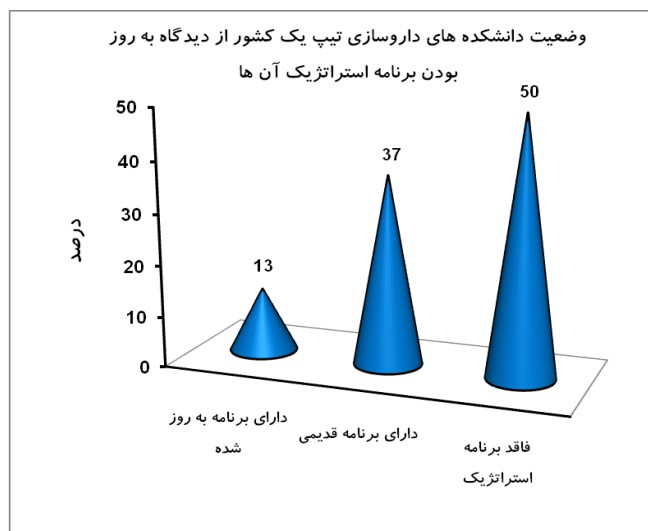 وضعیت دانشکده های داروسازی تیپ یک کشور از دیدگاه به روز
بودن برنامه استراتژیک آن ها
50
40
30
20
10
0
درصد
13
37
50
دارای برنامه به روز
شده
دارای برنامه قدیمی
فاقد برنامه
استراتژیک